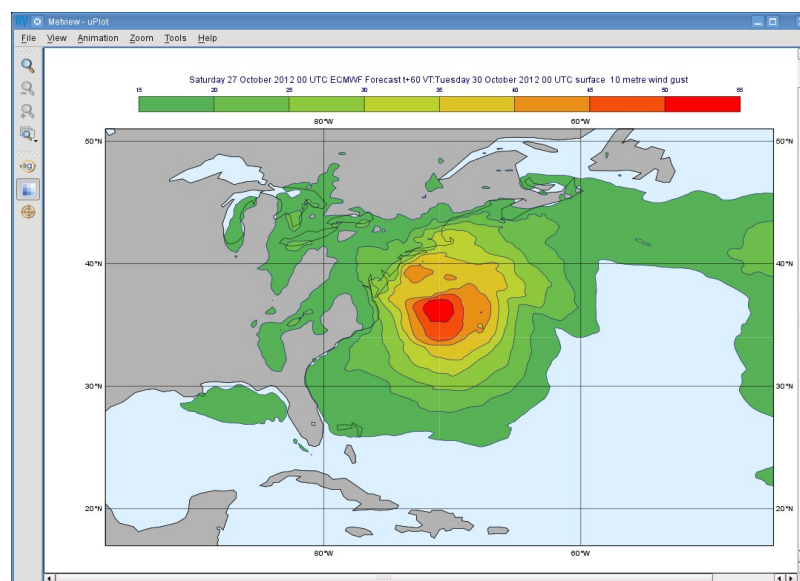 Metview - uPlot
File View Animation Zoom Tools Help
Saturday 27 October 2012 00 UTC ECMWF Forecast t+60 VT:Tuesday 30 October 2012 00 UTC surface 10 metre wind gust
15 20 25 30 35 40 45 50 55
80°W 60°W
50°N 50°N
40°N 40°N
30°N 30°N
20°N 20°N
80°W 60°W